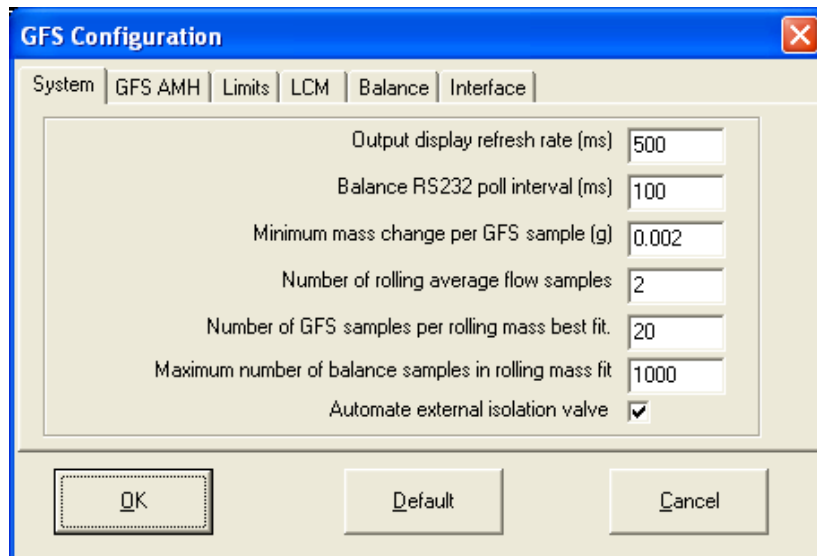 GFS Configuration
System GFS AMH Limits LCM Balance Interface
Output display refresh rate (ms) 500
Balance RS232 poll interval (ms) 100
Minimum mass change per GFS sample (g) 0.002
Number of rolling average flow samples 2
Number of GFS samples per rolling mass best fit. 20
Maximum number of balance samples in rolling mass fit 1000
Automate external isolation valve
OK Default Cancel